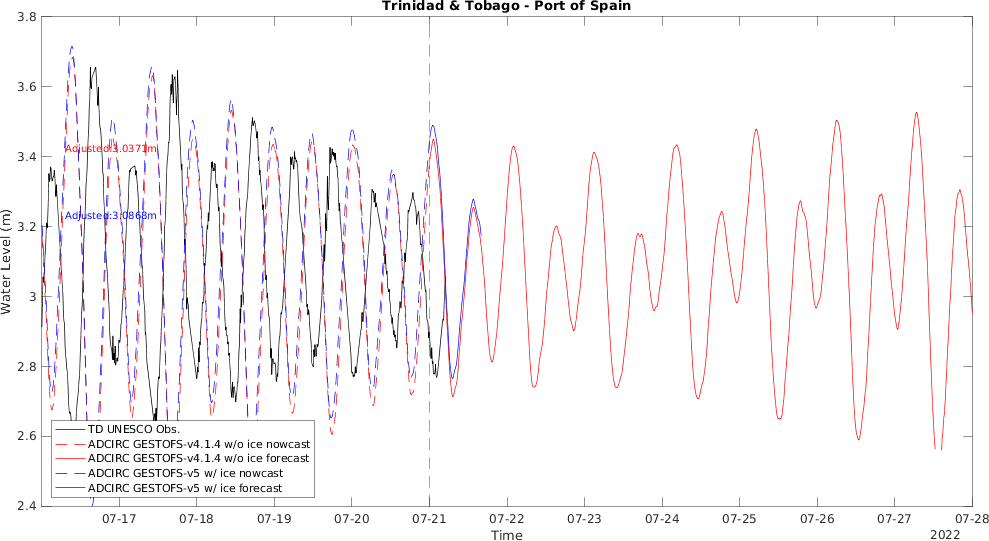 Trinidad & Tobago - Port of Spain
3.8
3.6
3.4
3.2
3
2.8
2.6
2.4
Water Level (m)
Adjusted:3.0371m
Adjusted:3.0868m
TD UNESCO Obs.
ADCIRC GESTOFS-v4.1.4 w/o ice nowcast
ADCIRC GESTOFS-v4.1.4 w/o ice forecast
ADCIRC GESTOFS-v5 w/ ice nowcast
ADCIRC GESTOFS-v5 w/ ice forecast
07-17 07-18 07-19 07-20 07-21 07-22 07-23 07-24 07-25 07-26 07-27 07-28
Time
2022